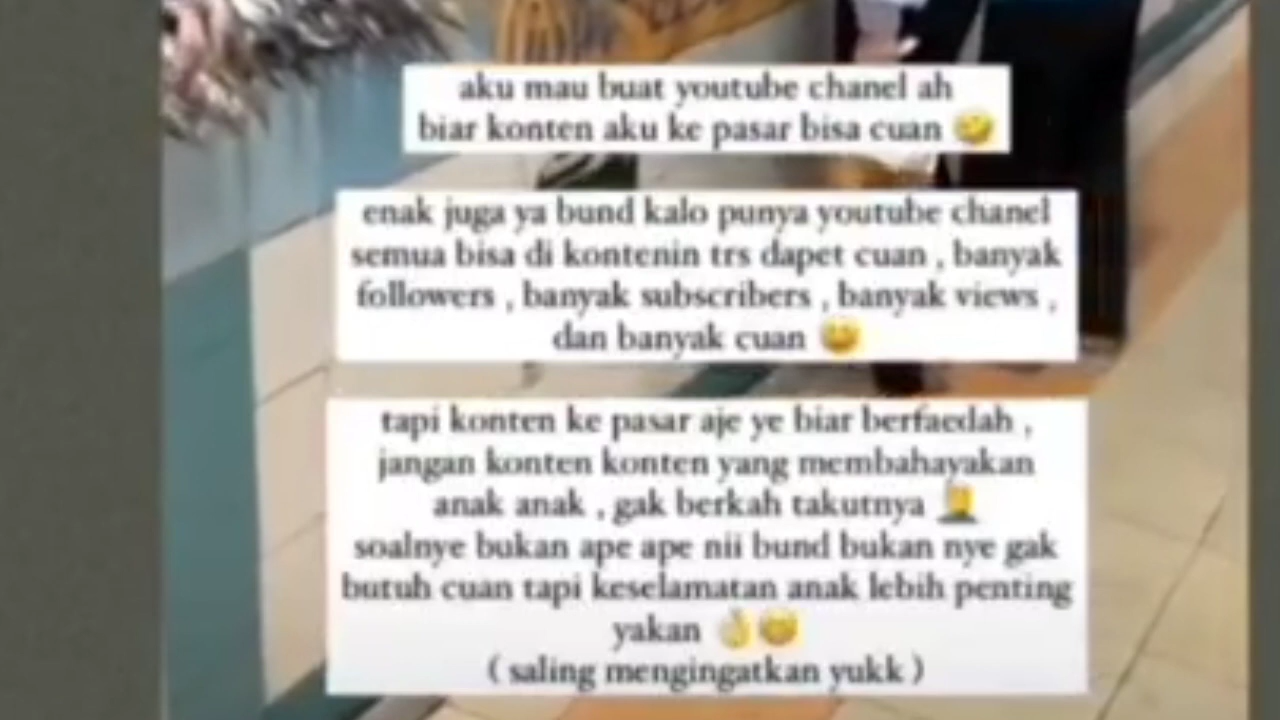 aku mau buat youtube chanel ah
biar konten aku ke pasar bisa cuan 🤣
enak juga ya bund kalo punya youtube chanel
semua bisa di kontenin trs dapet cuan , banyak
followers , banyak subscribers , banyak views ,
dan banyak cuan 😆
tapi konten ke pasar aje ye biar berfaedah ,
jangan konten konten yang membahayakan
anak anak , gak berkah takutnya 🤦
soalnye bukan ape ape nii bund bukan nye gak
butuh cuan tapi keselamatan anak lebih penting
yakan 👌😅
( saling mengingatkan yukk )